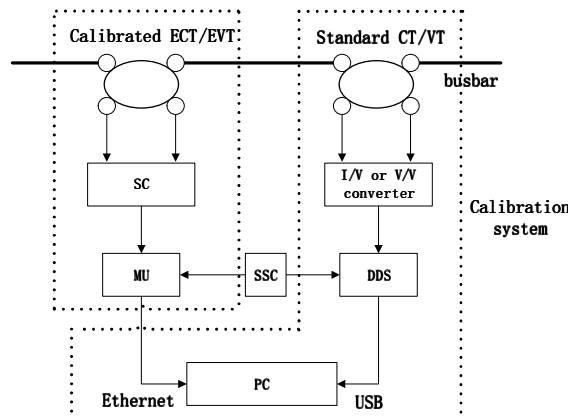 Calibrated ECT/EVT
Standard CT/VT
busbar
SC
I/V or V/V
converter
Calibration
system
MU
SSC
DDS
PC
Ethernet
USB